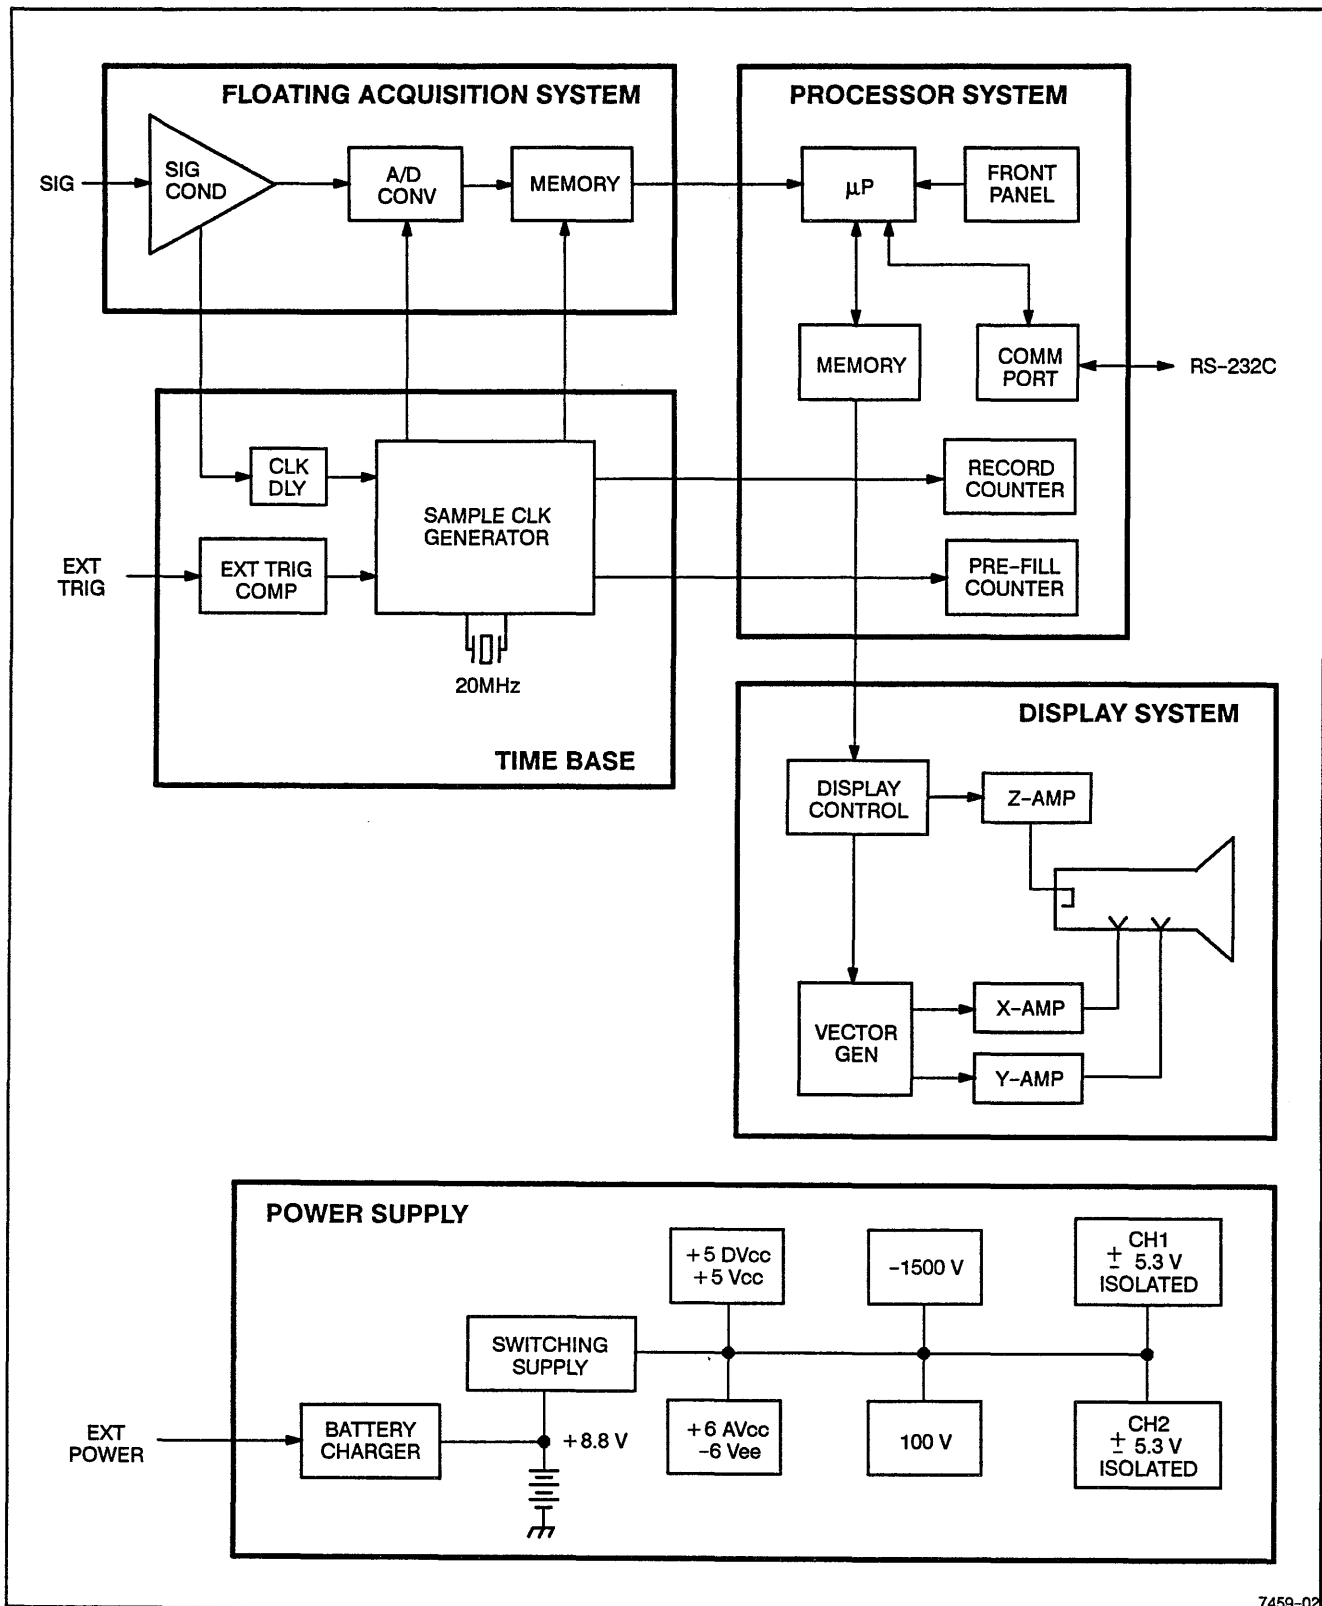 FLOATING ACQUISITION SYSTEM
SIG
SIG
COND
A/D
CONV
MEMORY
PROCESSOR SYSTEM
μP
FRONT
PANEL
MEMORY
COMM
PORT
RS-232C
RECORD
COUNTER
PRE-FILL
COUNTER
CLK
DLY
SAMPLE CLK
GENERATOR
EXT
TRIG
EXT TRIG
COMP
20MHz
TIME BASE
DISPLAY SYSTEM
DISPLAY
CONTROL
Z-AMP
VECTOR
GEN
X-AMP
Y-AMP
POWER SUPPLY
+5 DVcc
+5 Vcc
-1500 V
CH1
± 5.3 V
ISOLATED
SWITCHING
SUPPLY
EXT
POWER
BATTERY
CHARGER
+8.8 V
+6 AVcc
-6 Vee
100 V
CH2
± 5.3 V
ISOLATED
7459-02